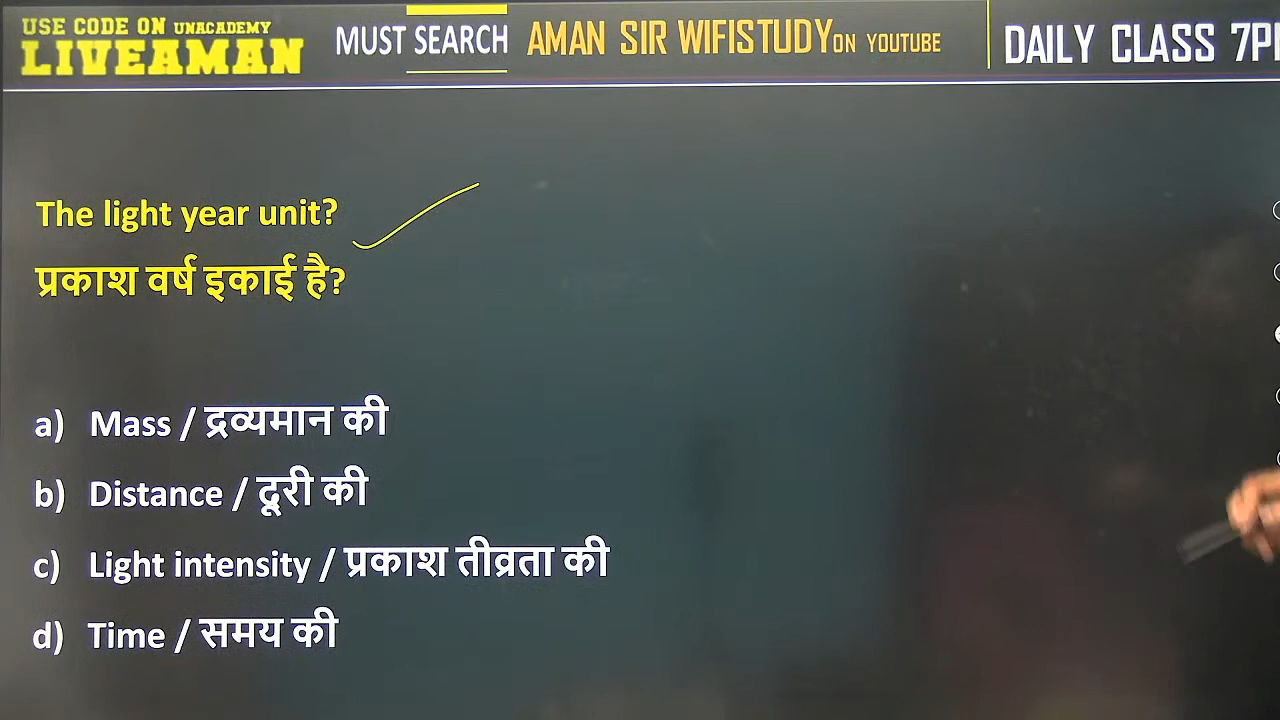 USE CODE ON UNACADEMY
LIVEAMAN
MUST SEARCH AMAN SIR WIFISTUDY ON YOUTUBE
DAILY CLASS 7P
The light year unit?
प्रकाश वर्ष इकाई है?
a) Mass / द्रव्यमान की
b) Distance / दूरी की
c) Light intensity / प्रकाश तीव्रता की
d) Time / समय की